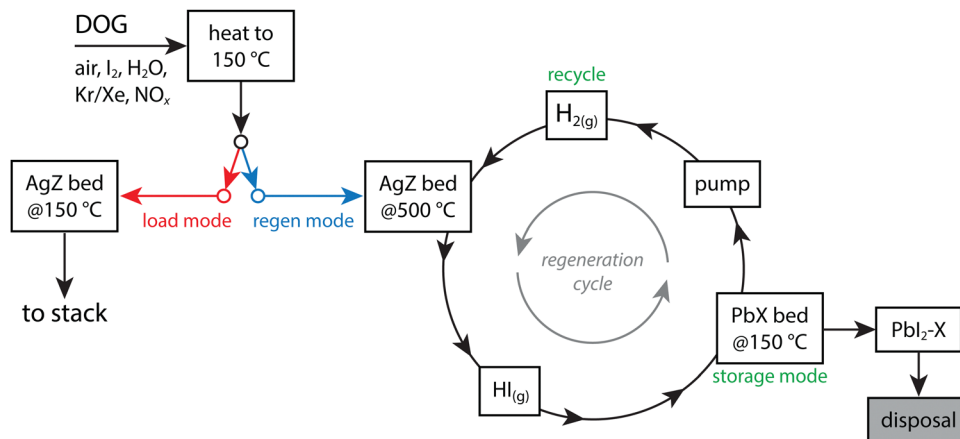 DOG
air, I₂, H₂O,
Kr/Xe, NOₓ
heat to
150 °C
AgZ bed
@150 °C
load mode
regen mode
to stack
AgZ bed
@500 °C
recycle
H₂(g)
pump
regeneration
cycle
HI(g)
PbX bed
@150 °C
storage mode
PbI₂-X
disposal